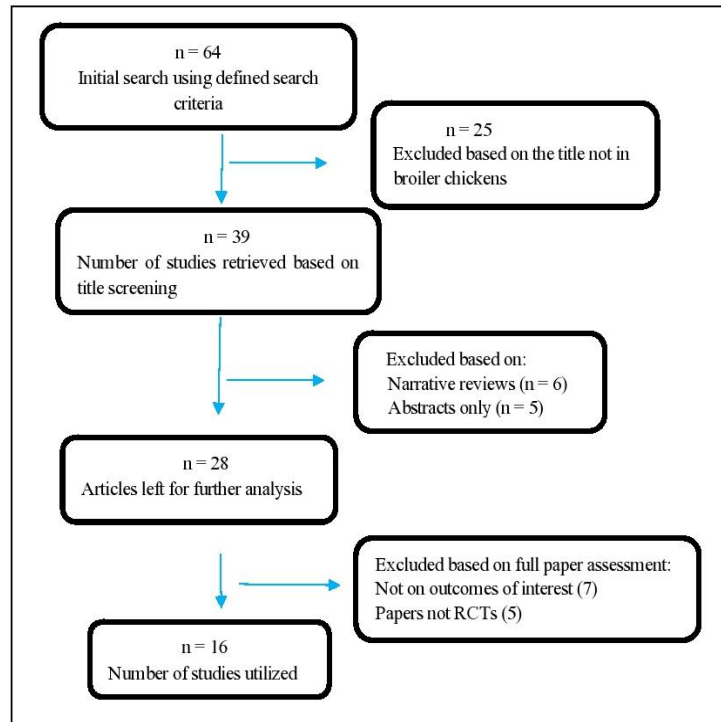 n = 64
Initial search using defined search
criteria
n = 25
Excluded based on the title not in
broiler chickens
n = 39
Number of studies retrieved based on
title screening
Excluded based on:
Narrative reviews (n = 6)
Abstracts only (n = 5)
n = 28
Articles left for further analysis
Excluded based on full paper assessment:
Not on outcomes of interest (7)
Papers not RCTs (5)
n = 16
Number of studies utilized